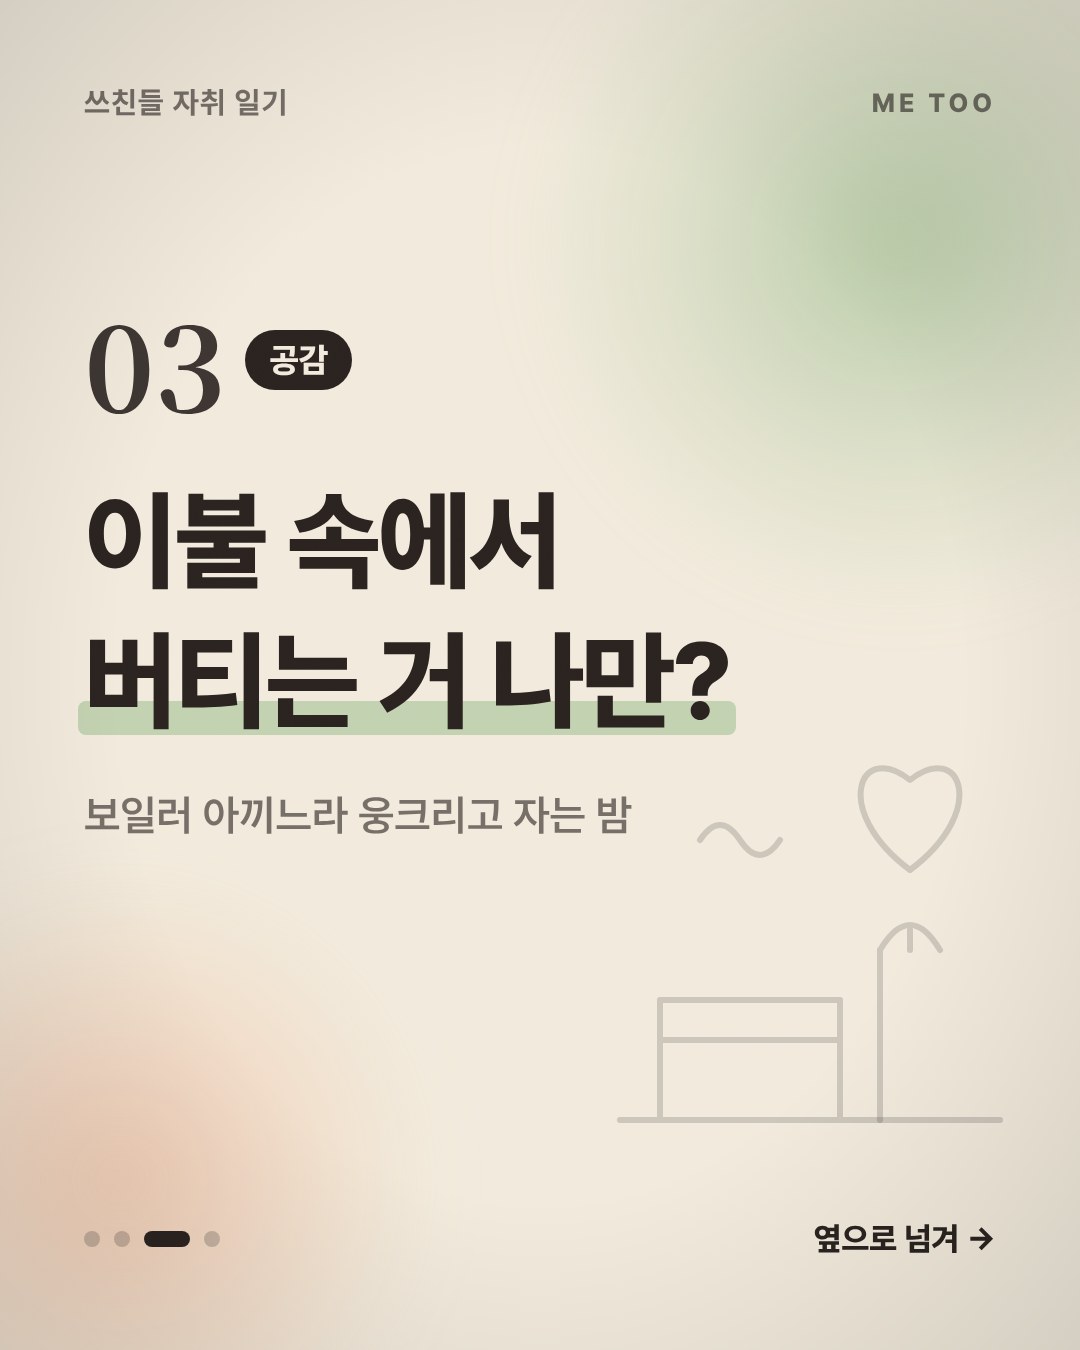 쓰친들 자취 일기
ME TOO
03 공감
이불 속에서
버티는 거 나만?
보일러 아끼느라 웅크리고 자는 밤
옆으로 넘겨 →